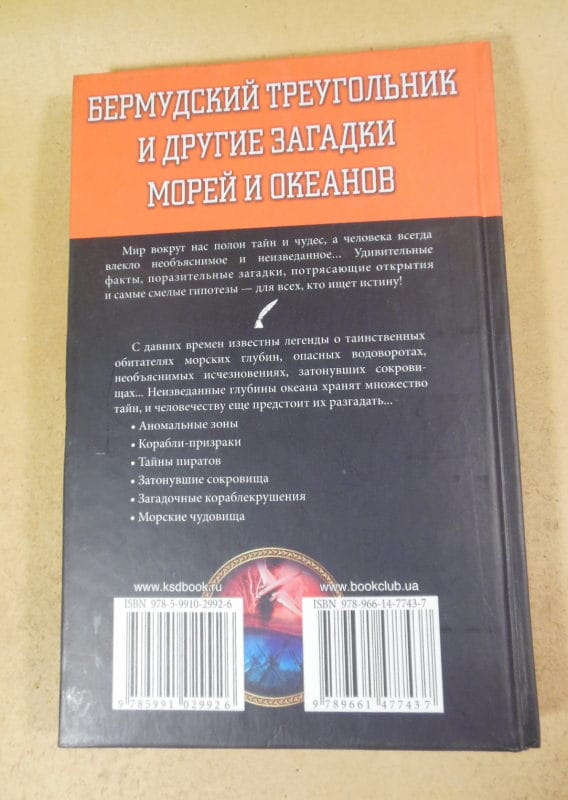 БЕРМУДСКИЙ ТРЕУГОЛЬНИК
И ДРУГИЕ ЗАГАДКИ
МОРЕЙ И ОКЕАНОВ
Мир вокруг нас полон тайн и чудес, а человека всегда
влекло необъяснимое и неизведанное... Удивительные
факты, поразительные загадки, потрясающие открытия
и самые смелые гипотезы — для всех, кто ищет истину!
С давних времен известны легенды о таинственных
обитателях морских глубин, опасных водоворотах,
необъяснимых исчезновениях, затонувших сокрови-
щах... Неизведанные глубины океана хранят множество
тайн, и человечеству еще предстоит их разгадать...
• Аномальные зоны
• Корабли-призраки
• Тайны пиратов
• Затонувшие сокровища
• Загадочные кораблекрушения
• Морские чудовища
www.ksdbook.ru
www.bookclub.ua
ISBN 978-5-9910-2992-6
ISBN 978-966-14-7743-7
9 785991 029926
9 789661 477437